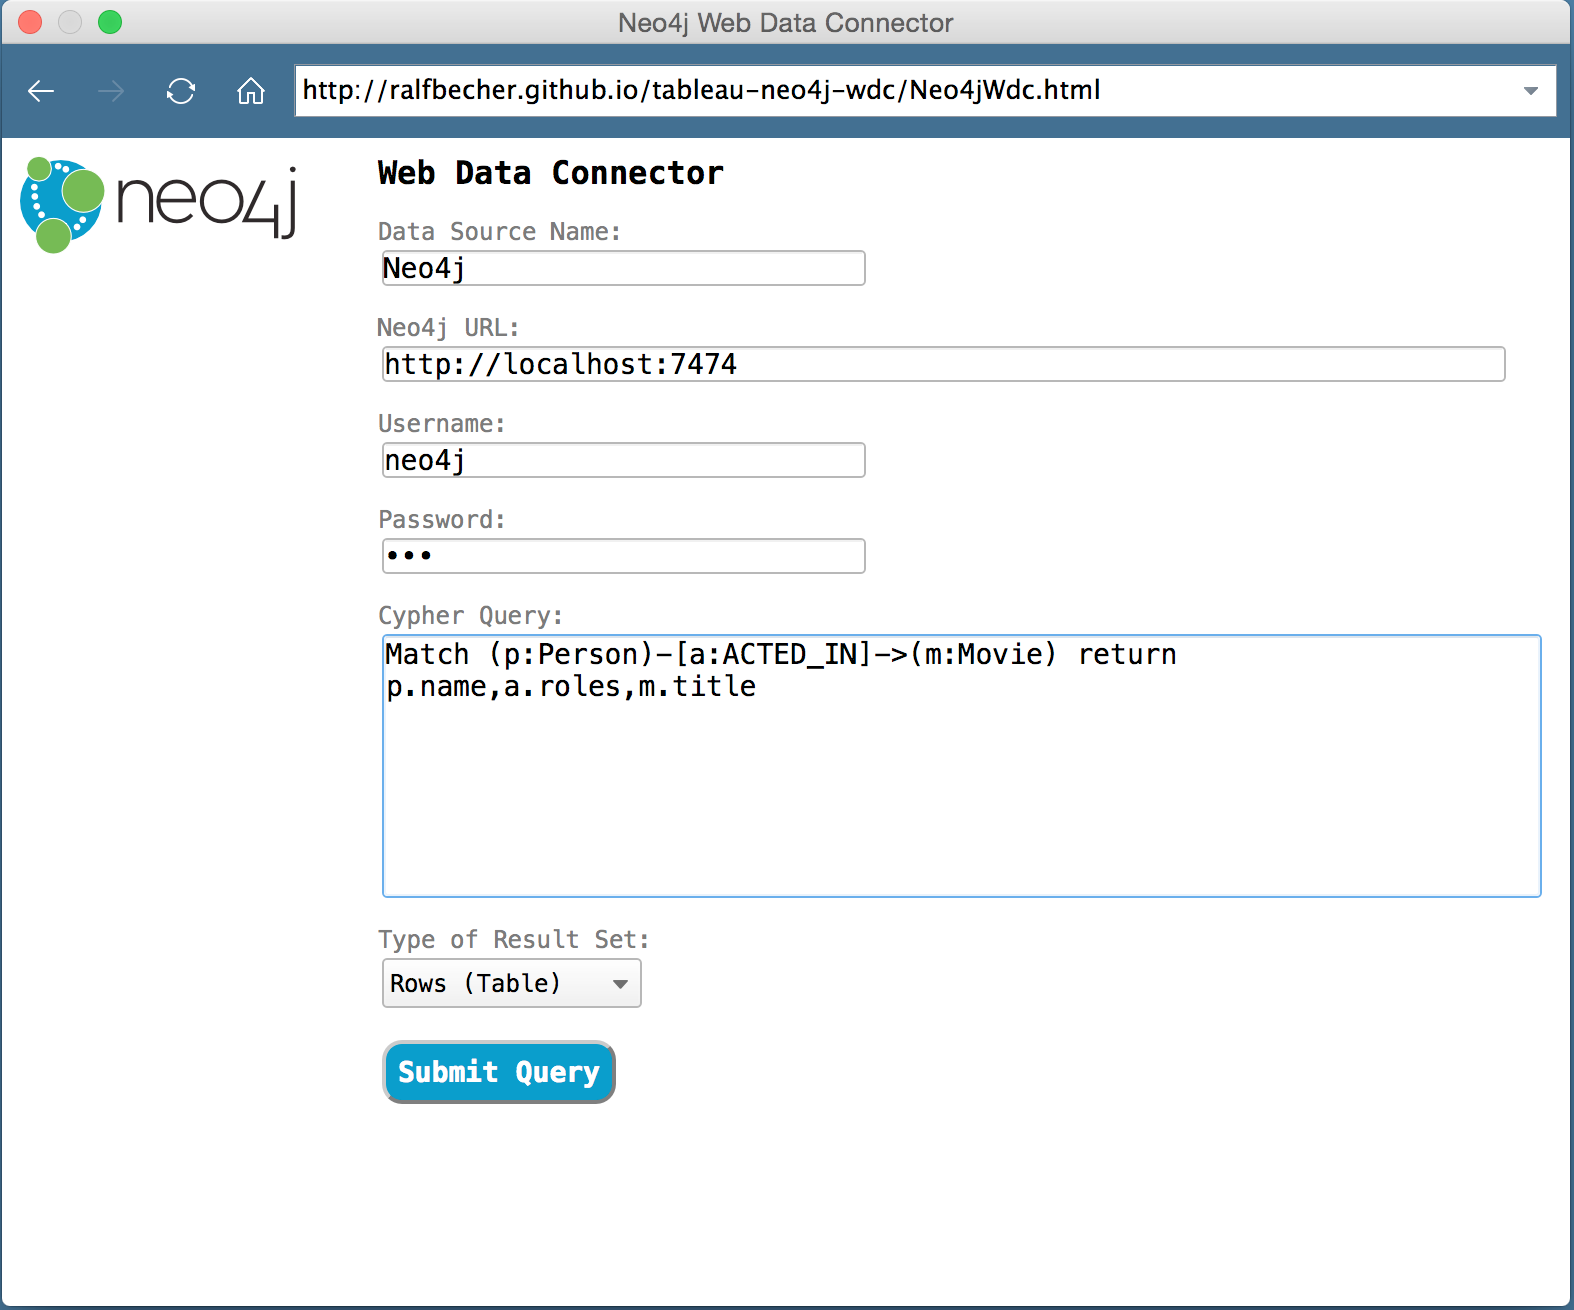 Neo4j Web Data Connector
http://ralfbecher.github.io/tableau-neo4j-wdc/Neo4jWdc.html
neo4j
Web Data Connector
Data Source Name:
Neo4j
Neo4j URL:
http://localhost:7474
Username:
neo4j
Password:
•••
Cypher Query:
Match (p:Person)-[a:ACTED_IN]->(m:Movie) return
p.name,a.roles,m.title
Type of Result Set:
Rows (Table)
Submit Query